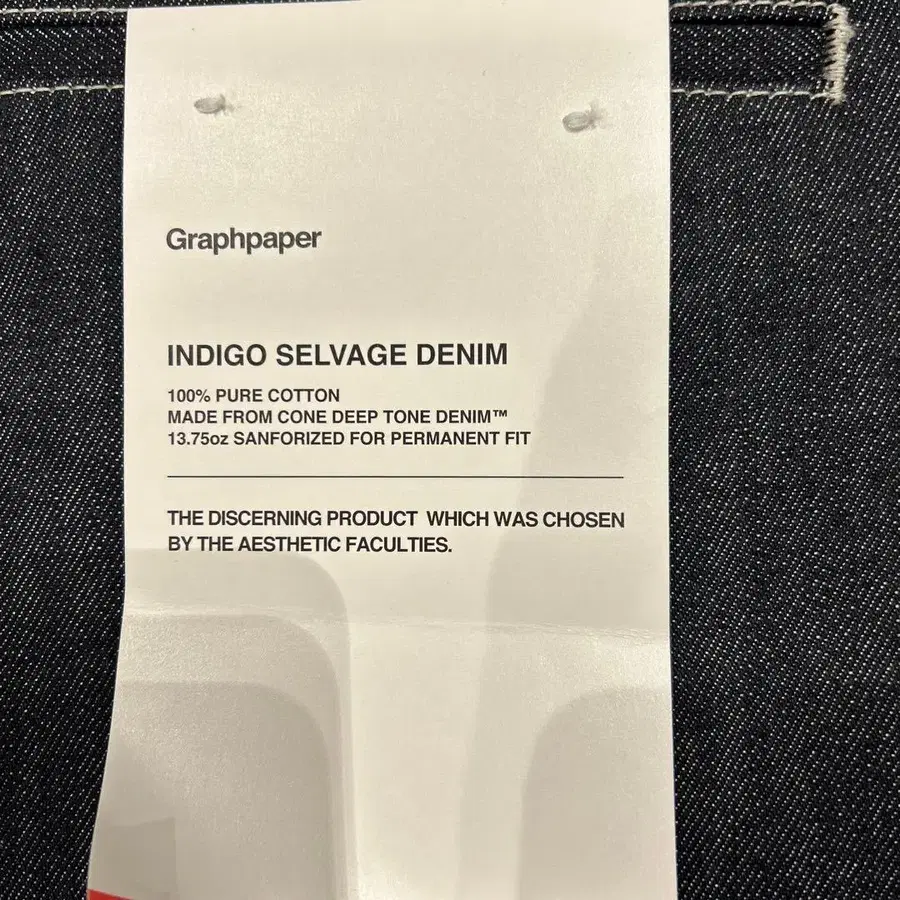 Graphpaper
INDIGO SELVAGE DENIM
100% PURE COTTON
MADE FROM CONE DEEP TONE DENIM™
13.75oz SANFORIZED FOR PERMANENT FIT
THE DISCERNING PRODUCT WHICH WAS CHOSEN
BY THE AESTHETIC FACULTIES.